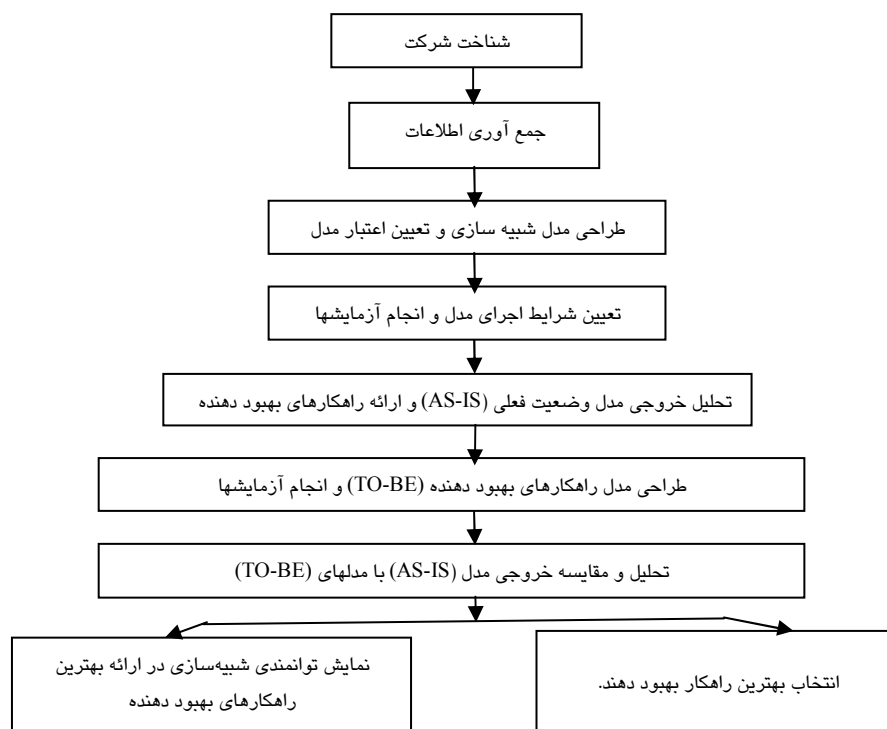 شناخت شرکت
جمع آوری اطلاعات
طراحی مدل شبیه سازی و تعیین اعتبار مدل
تعیین شرایط اجرای مدل و انجام آزمایشها
تحلیل خروجی مدل وضعیت فعلی (AS-IS) و ارائه راهکارهای بهبود دهنده
طراحی مدل راهکارهای بهبود دهنده (TO-BE) و انجام آزمایشها
تحلیل و مقایسه خروجی مدل (AS-IS) با مدلهای (TO-BE)
انتخاب بهترین راهکار بهبود دهند.
نمایش توانمندی شبیه‌سازی در ارائه بهترین
راهکارهای بهبود دهنده